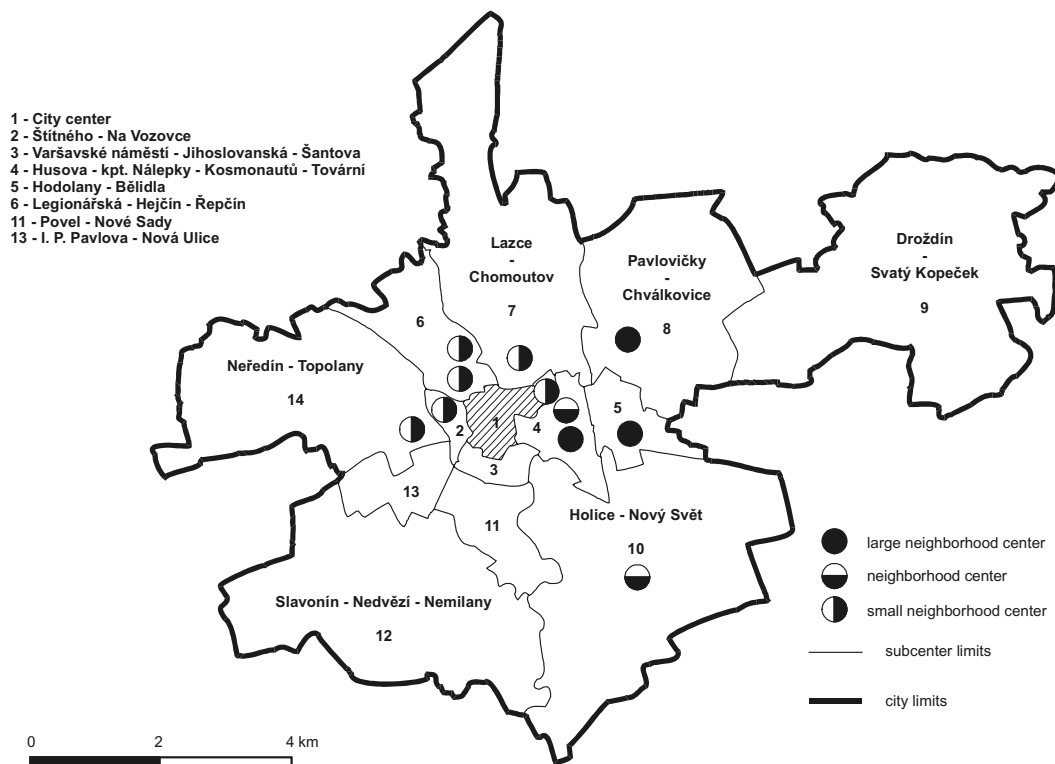 1 - City center
2 - Štítného - Na Vozovce
3 - Varšavské náměstí - Jihoslovanská - Šantova
4 - Husova - kpt. Nálepky - Kosmonautů - Tovární
5 - Hodolany - Bělidla
6 - Legionářská - Hejčín - Řepčín
11 - Povel - Nové Sady
13 - I. P. Pavlova - Nová Ulice
Lazce
-
Chomoutov
7
Pavlovičky
-
Chválkovice
8
Droždín
-
Svatý Kopeček
9
6
Neředín - Topolany
14
5
1
2
4
3
13
11
Holice - Nový Svět
10
Slavonín - Nedvězí - Nemilany
12
large neighborhood center
neighborhood center
small neighborhood center
subcenter limits
city limits
0 2 4 km